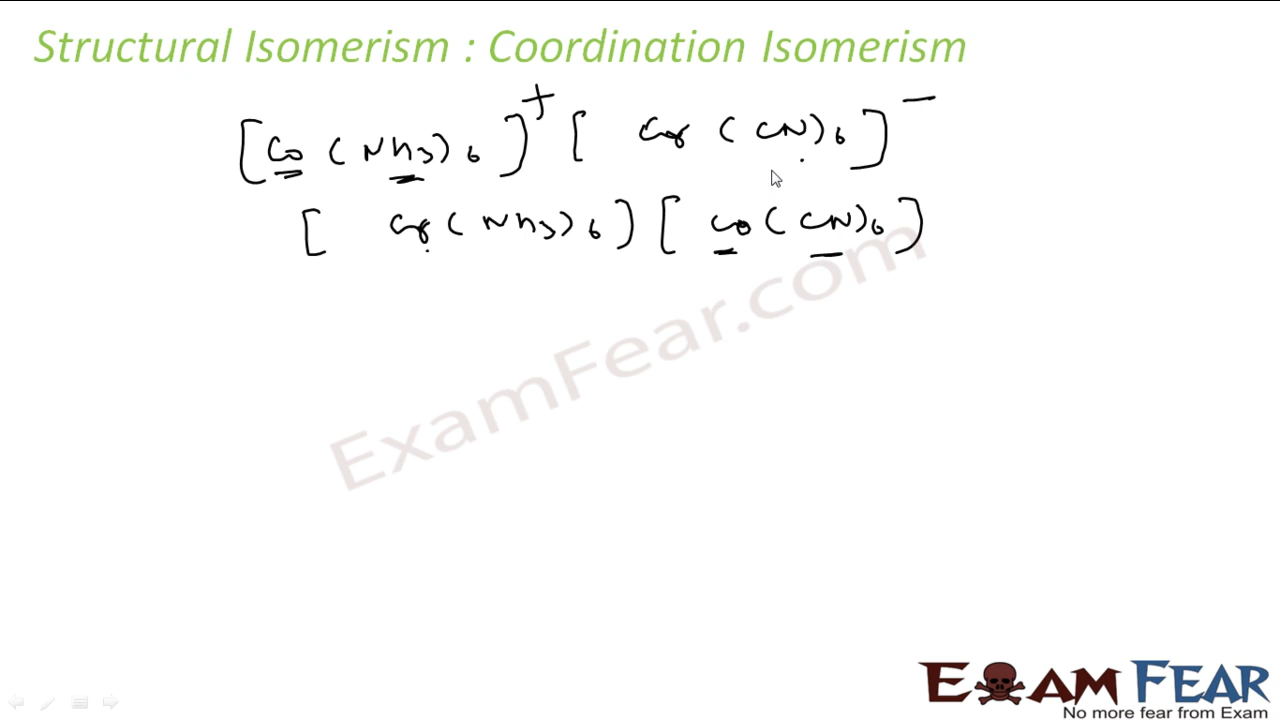 Structural Isomerism : Coordination Isomerism
[Co(NH3)6]+ [Cr(CN)6]-
[Cr(NH3)6] [Co(CN)6]
ExamFear.com
EXAM FEAR
No more fear from Exam